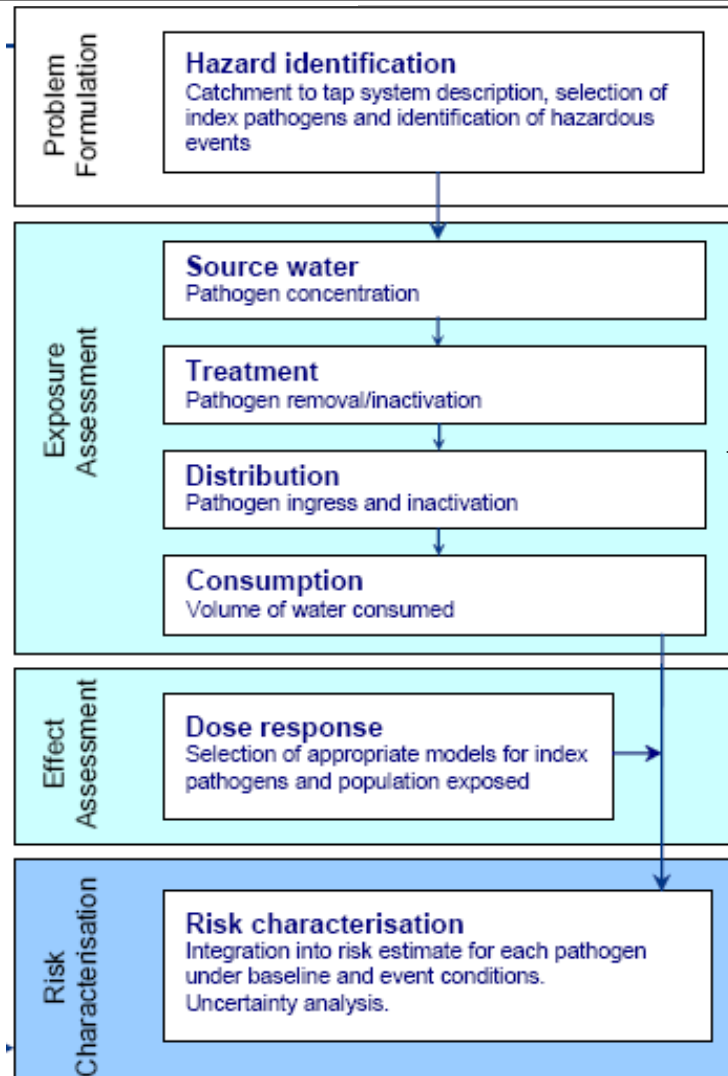 Problem
Formulation
Hazard identification
Catchment to tap system description, selection of
index pathogens and identification of hazardous
events
Exposure
Assessment
Source water
Pathogen concentration
Treatment
Pathogen removal/inactivation
Distribution
Pathogen ingress and inactivation
Consumption
Volume of water consumed
Effect
Assessment
Dose response
Selection of appropriate models for index
pathogens and population exposed
Risk
Characterisation
Risk characterisation
Integration into risk estimate for each pathogen
under baseline and event conditions.
Uncertainty analysis.